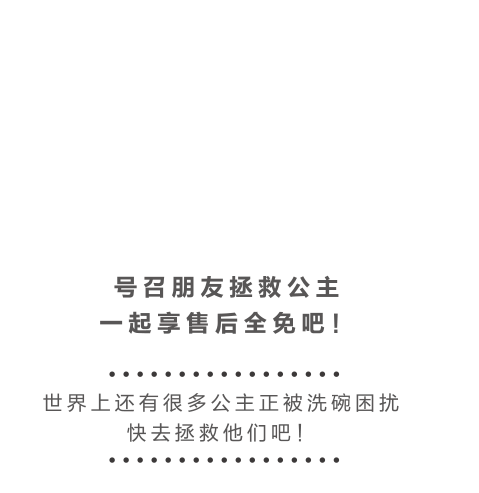 号召朋友拯救公主
一起享售后全免吧！
世界上还有很多公主正被洗碗困扰
快去拯救他们吧！